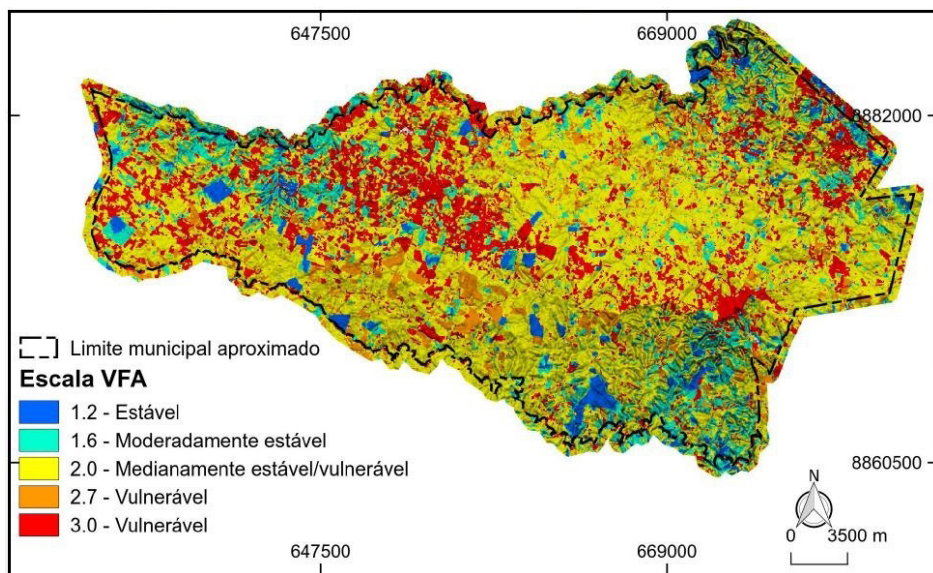 647500 669000
8882000
Limite municipal aproximado
Escala VFA
1.2 - Estável
1.6 - Moderadamente estável
2.0 - Medianamente estável/vulnerável
2.7 - Vulnerável
3.0 - Vulnerável
8860500
N
0 3500 m
647500 669000